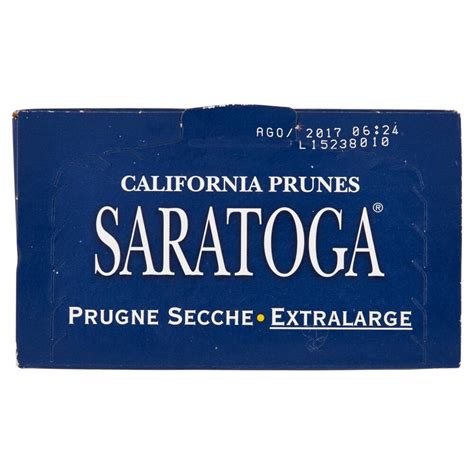 AGO/ 2017 06:24
L15238010
CALIFORNIA PRUNES
SARATOGA®
PRUGNE SECCHE • EXTRALARGE